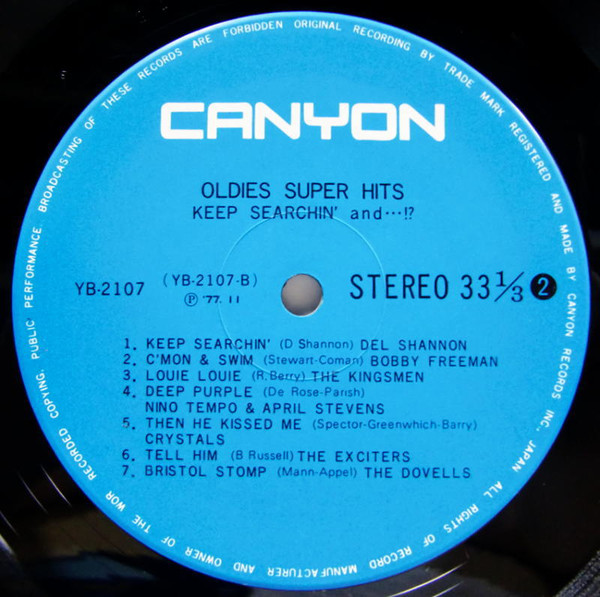 CANYON
OLDIES SUPER HITS
KEEP SEARCHIN' and…!?
YB-2107 (YB-2107-B)
Ⓟ '77. 11
STEREO 33 1/3 2
1. KEEP SEARCHIN' (D Shannon) DEL SHANNON
2. C'MON & SWIM (Stewart-Coman) BOBBY FREEMAN
3. LOUIE LOUIE (R. Berry) THE KINGSMEN
4. DEEP PURPLE (De Rose-Parish)
NINO TEMPO & APRIL STEVENS
5. THEN HE KISSED ME (Spector-Greenwhich-Barry)
CRYSTALS
6. TELL HIM (B Russell) THE EXCITERS
7. BRISTOL STOMP (Mann-Appel) THE DOVELLS
ALL RIGHTS OF RECORD MANUFACTURER AND OWNER OF THE WOR RECORDED COPYING, PUBLIC PERFORMANCE BROADCASTING OF THESE RECORDS ARE FORBIDDEN ORIGINAL RECORDING BY TRADE MARK REGISTERED AND MADE BY CANYON RECORDS INC. JAPAN